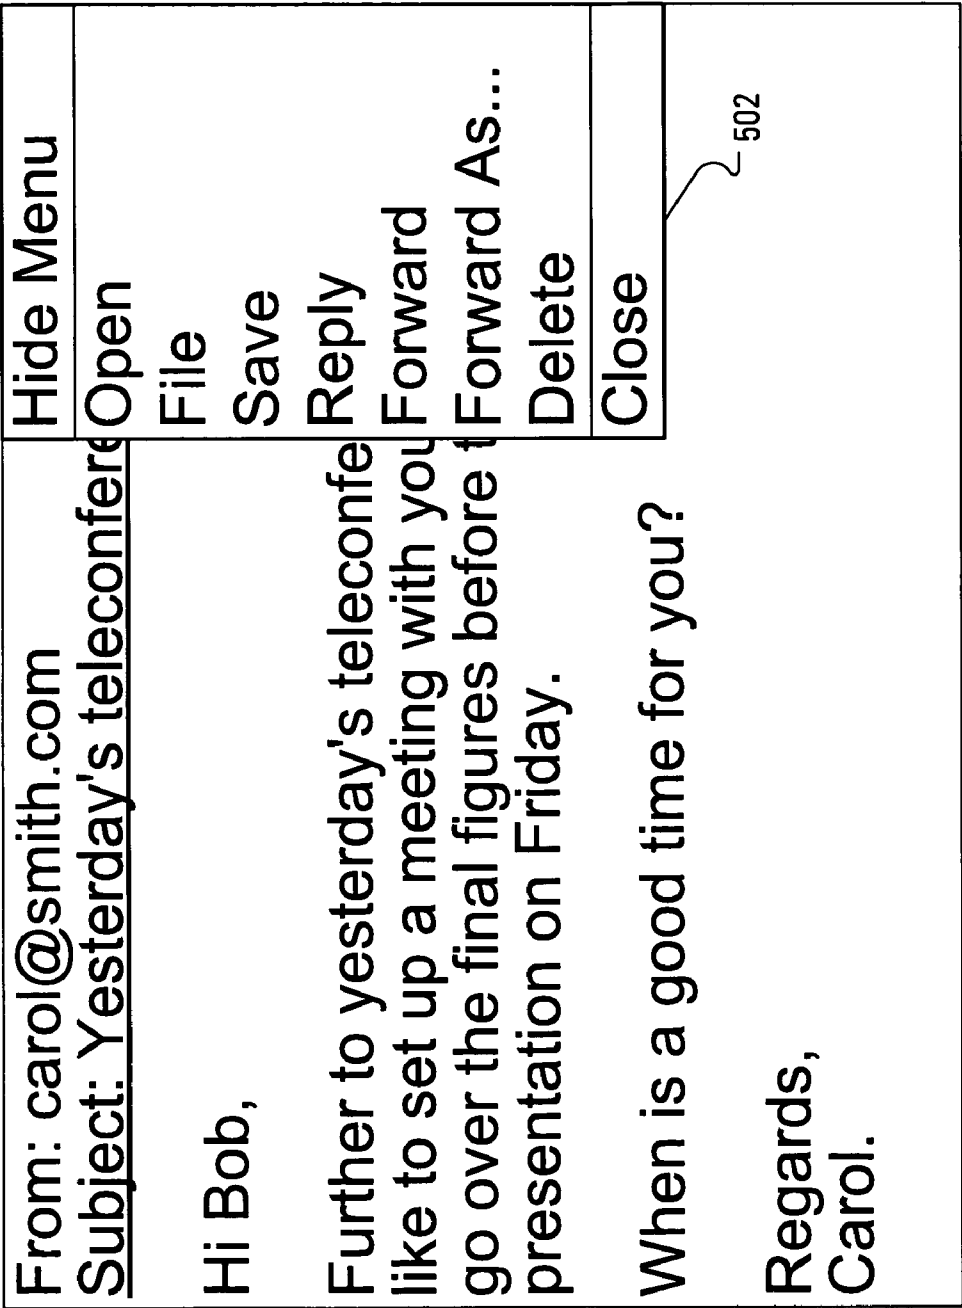 From: carol@smith.com
Subject: Yesterday's teleconfere
Hi Bob,
Further to yesterday's teleconfe
like to set up a meeting with you
go over the final figures before t
presentation on Friday.
When is a good time for you?
Regards,
Carol.
Hide Menu
Open
File
Save
Reply
Forward
Forward As...
Delete
Close
502